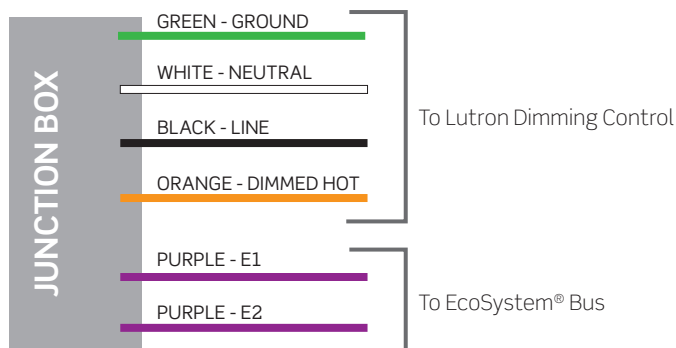 JUNCTION BOX
GREEN - GROUND
WHITE - NEUTRAL
BLACK - LINE
ORANGE - DIMMED HOT
To Lutron Dimming Control
PURPLE - E1
PURPLE - E2
To EcoSystem® Bus